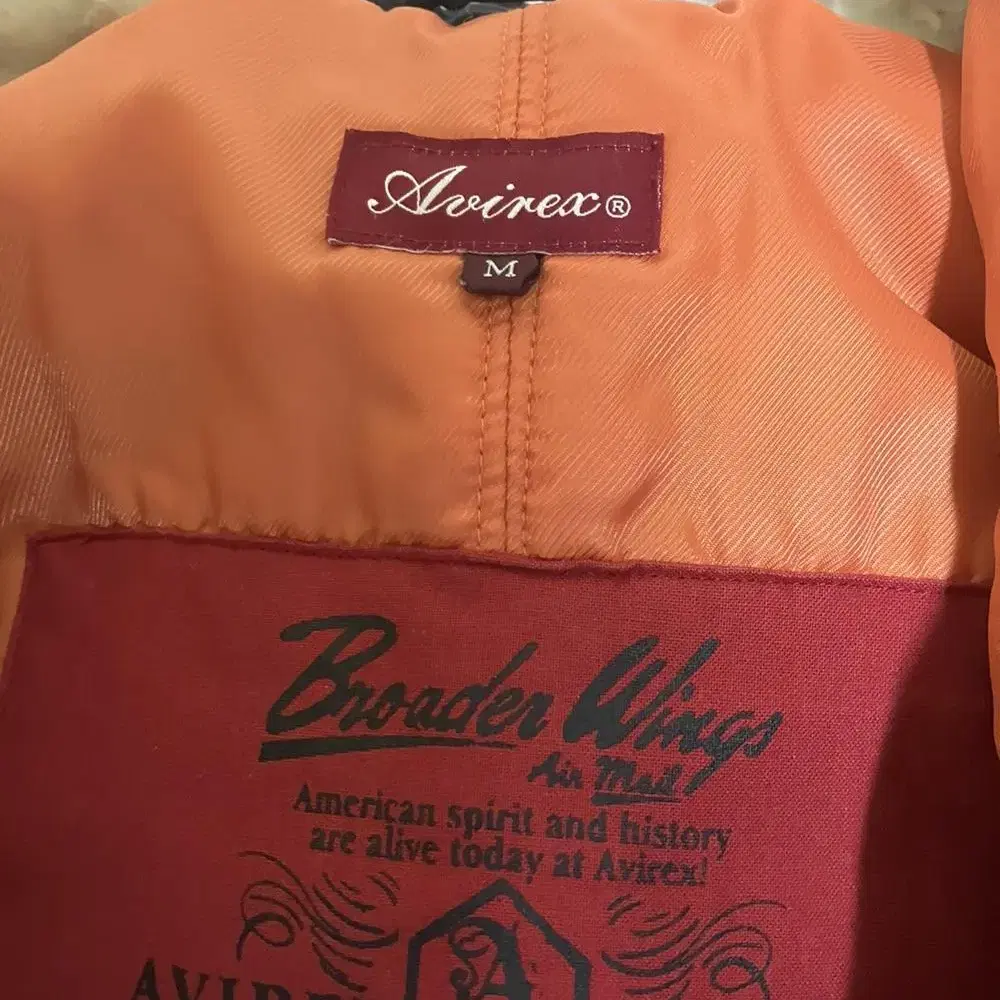 Avirex®
M
Broader Wings
Air Mail
American spirit and history
are alive today at Avirex!
A